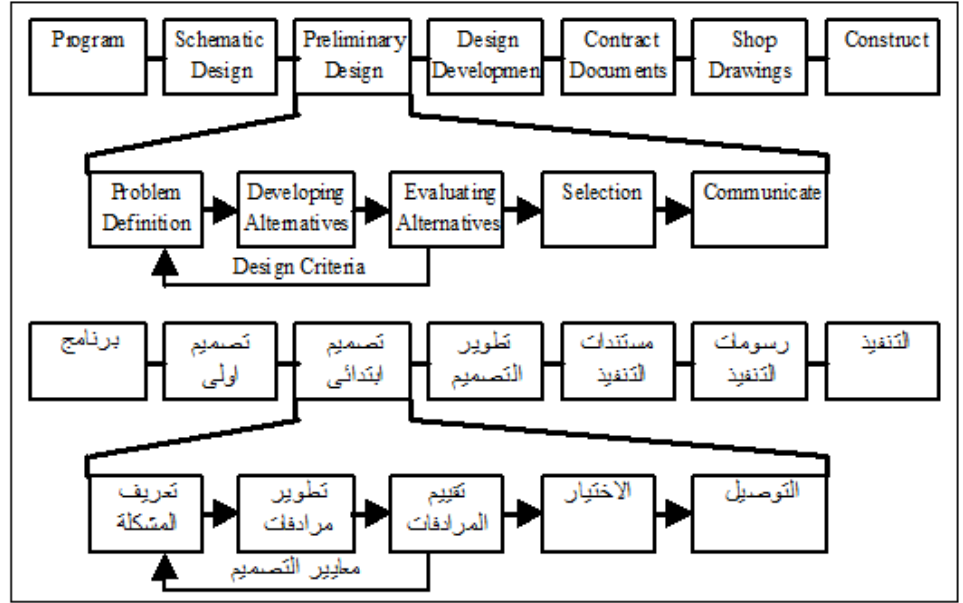 Program
Schematic
Design
Preliminary
Design
Design
Developmen
Contract
Documents
Shop
Drawings
Construct
Problem
Definition
Developing
Alternatives
Evaluating
Alternatives
Selection
Communicate
Design Criteria
برنامج
تصميم
اولى
تصميم
ابتدائى
تطوير
التصميم
مستندات
التنفيذ
رسومات
التنفيذ
التنفيذ
تعريف
المشكلة
تطوير
مرادفات
تقييم
المرادفات
الاختيار
التوصيل
معايير التصميم